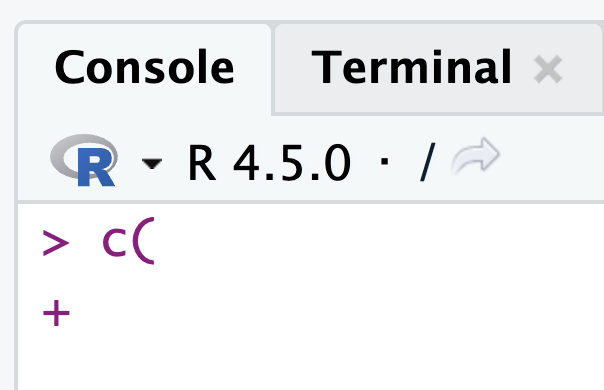 Console Terminal ×
R R 4.5.0 · /
> c(
+